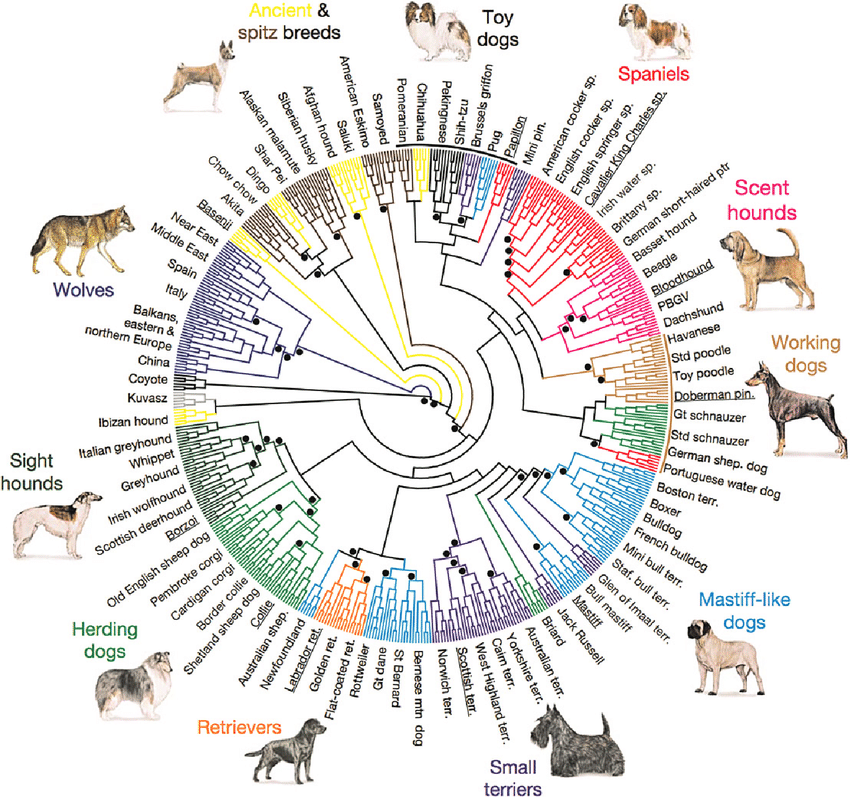 Ancient &
spitz breeds
Toy
dogs
Spaniels
Scent
hounds
Working
dogs
Mastiff-like
dogs
Small
terriers
Retrievers
Herding
dogs
Sight
hounds
Wolves
Coyote
China
Balkans,
eastern &
northern Europe
Italy
Spain
Middle East
Near East
Basenji
Akita
Chow chow
Dingo
Shar Pei
Alaskan malamute
Siberian husky
Afghan hound
Saluki
American Eskimo
Samoyed
Pomeranian
Chihuahua
Pekingnese
Shih-tzu
Brussels griffon
Pug
Papillon
Mini pin.
American cocker sp.
English cocker sp.
English springer sp.
Cavalier King Charles sp.
Irish water sp.
Brittany sp.
German short-haired ptr
Basset hound
Beagle
Bloodhound
PBGV
Dachshund
Havanese
Std poodle
Toy poodle
Doberman pin.
Gt schnauzer
Std schnauzer
German shep. dog
Portuguese water dog
Boston terr.
Boxer
Bulldog
French bulldog
Mini bull terr.
Staf. bull terr.
Glen of Imaal terr.
Bull mastiff
Mastiff
Jack Russell
Briard
Australian terr.
Yorkshire terr.
Cairn terr.
West Highland terr.
Scottish terr.
Norwich terr.
Bernese mtn dog
St Bernard
Gt dane
Rottweiler
Flat-coated ret.
Golden ret.
Labrador ret.
Newfoundland
Australian shep.
Collie
Shetland sheep dog
Border collie
Cardigan corgi
Pembroke corgi
Old English sheep dog
Borzoi
Scottish deerhound
Irish wolfhound
Greyhound
Whippet
Italian greyhound
Ibizan hound
Kuvasz